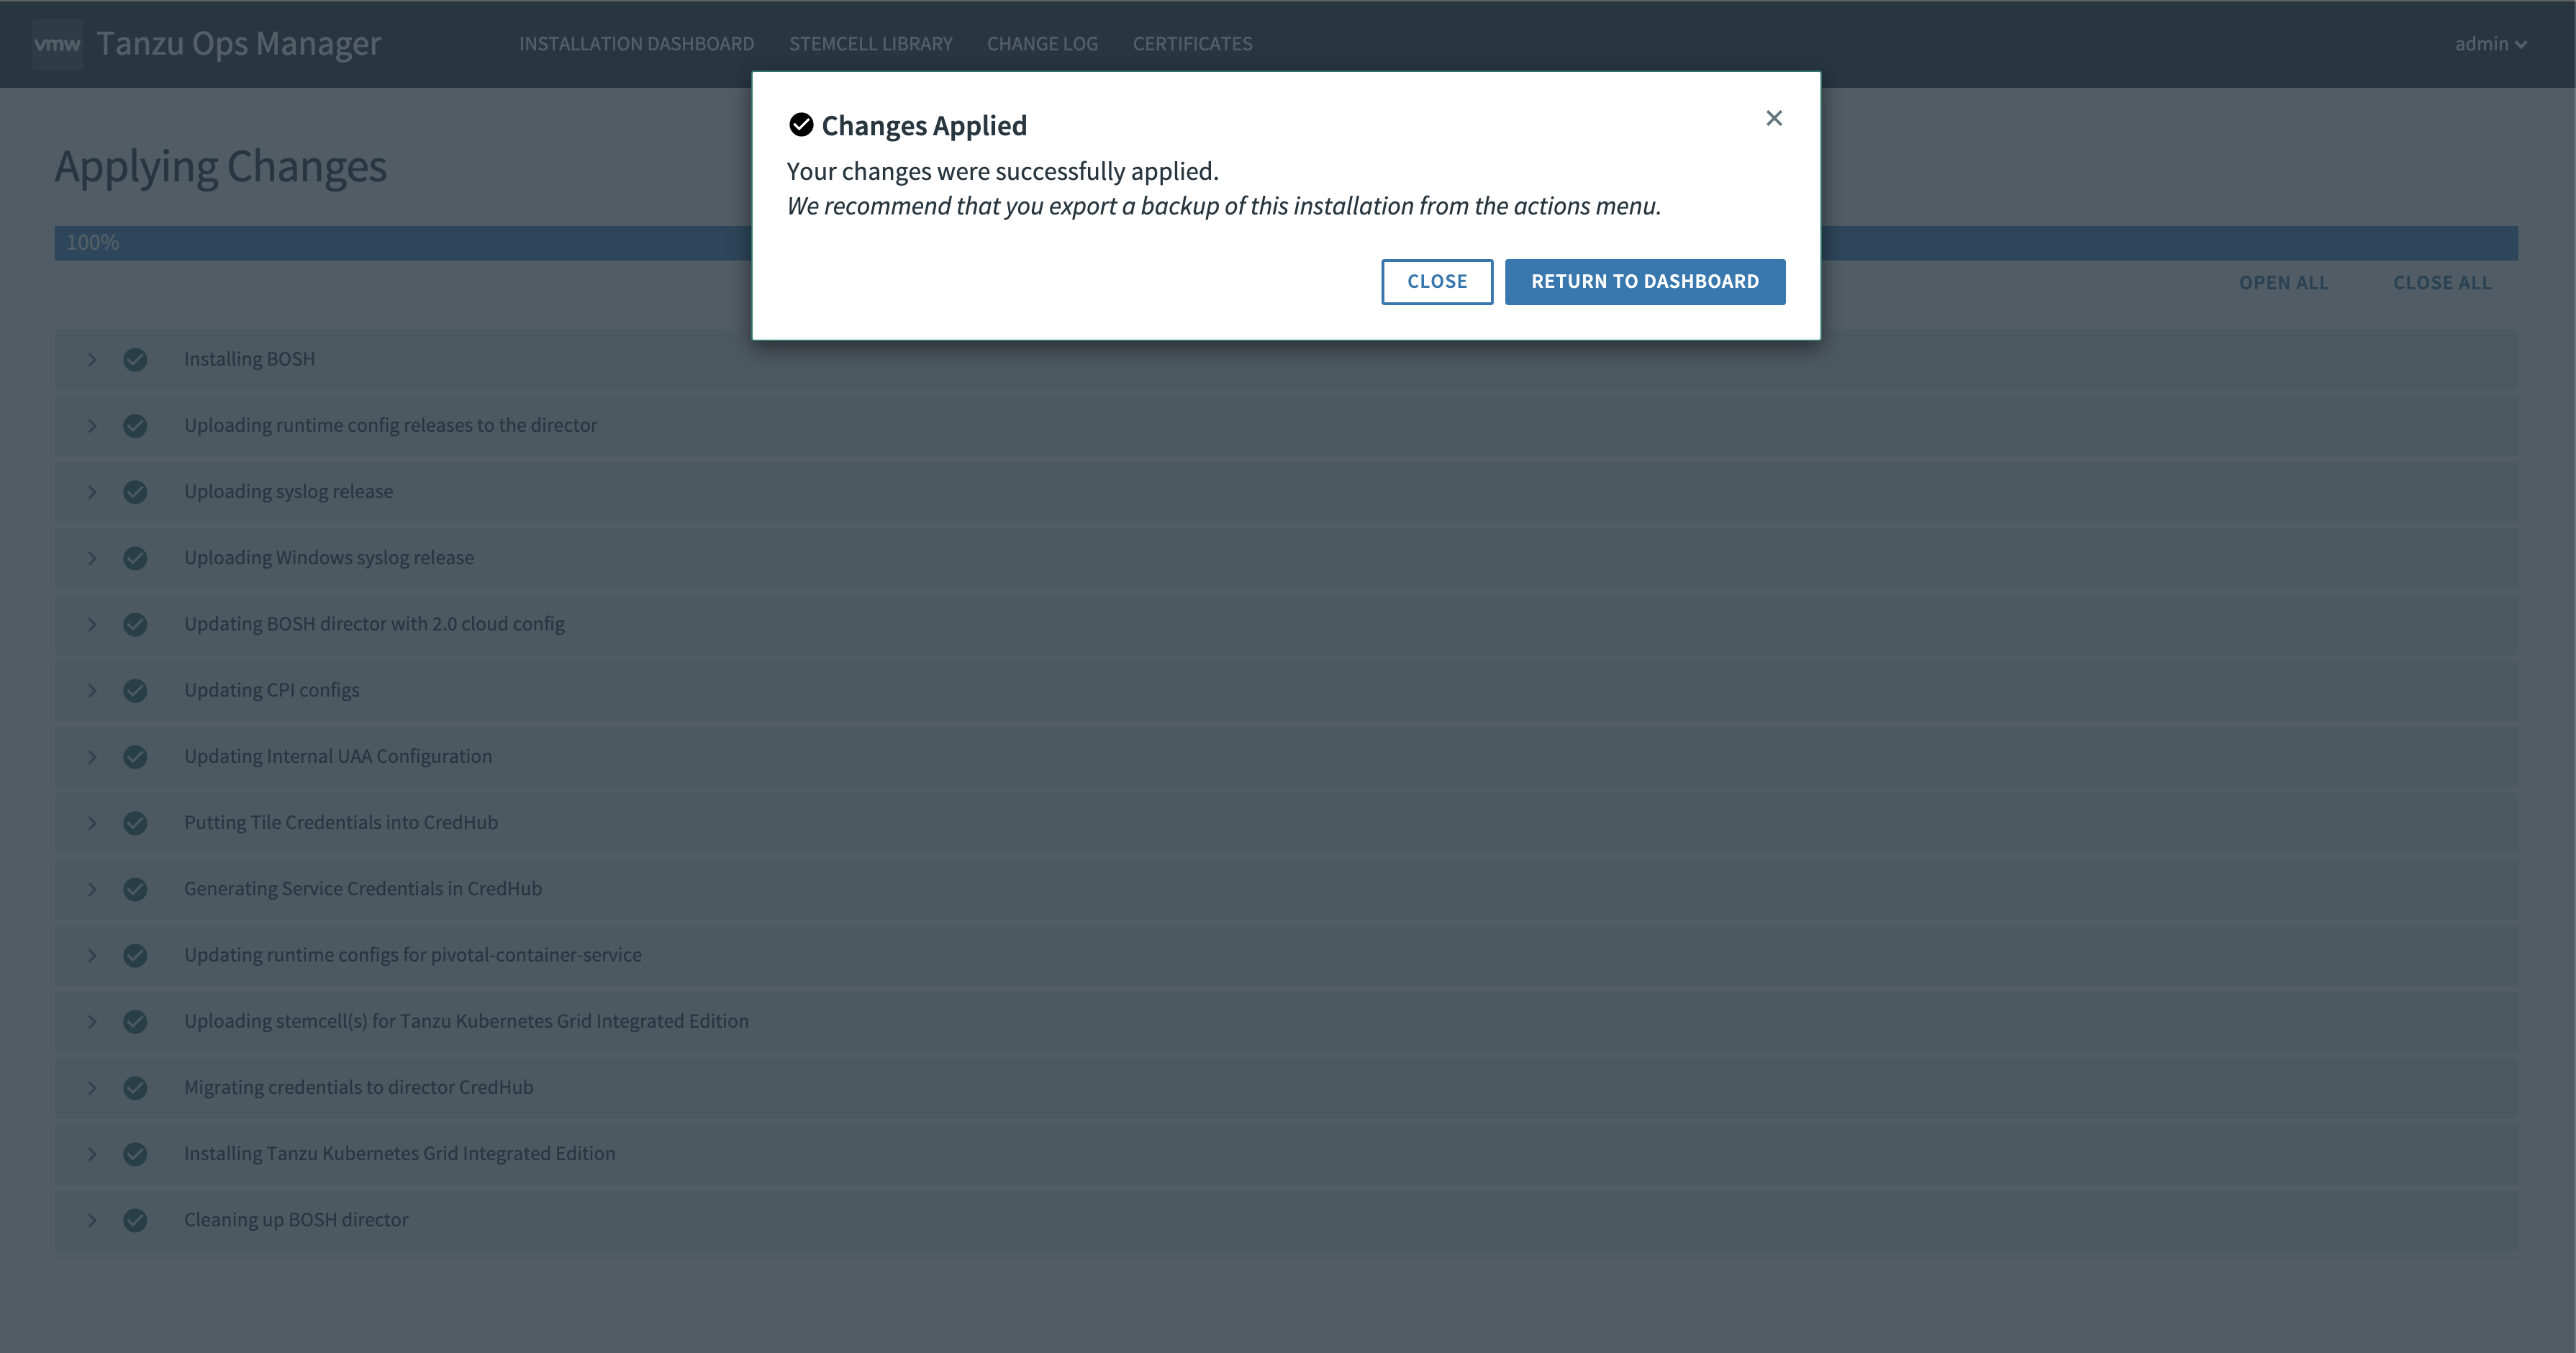 vmw Tanzu Ops Manager INSTALLATION DASHBOARD STEMCELL LIBRARY CHANGE LOG CERTIFICATES admin
Changes Applied
Your changes were successfully applied.
We recommend that you export a backup of this installation from the actions menu.
CLOSE RETURN TO DASHBOARD
Applying Changes
100%
OPEN ALL CLOSE ALL
Installing BOSH
Uploading runtime config releases to the director
Uploading syslog release
Uploading Windows syslog release
Updating BOSH director with 2.0 cloud config
Updating CPI configs
Updating Internal UAA Configuration
Putting Tile Credentials into CredHub
Generating Service Credentials in CredHub
Updating runtime configs for pivotal-container-service
Uploading stemcell(s) for Tanzu Kubernetes Grid Integrated Edition
Migrating credentials to director CredHub
Installing Tanzu Kubernetes Grid Integrated Edition
Cleaning up BOSH director